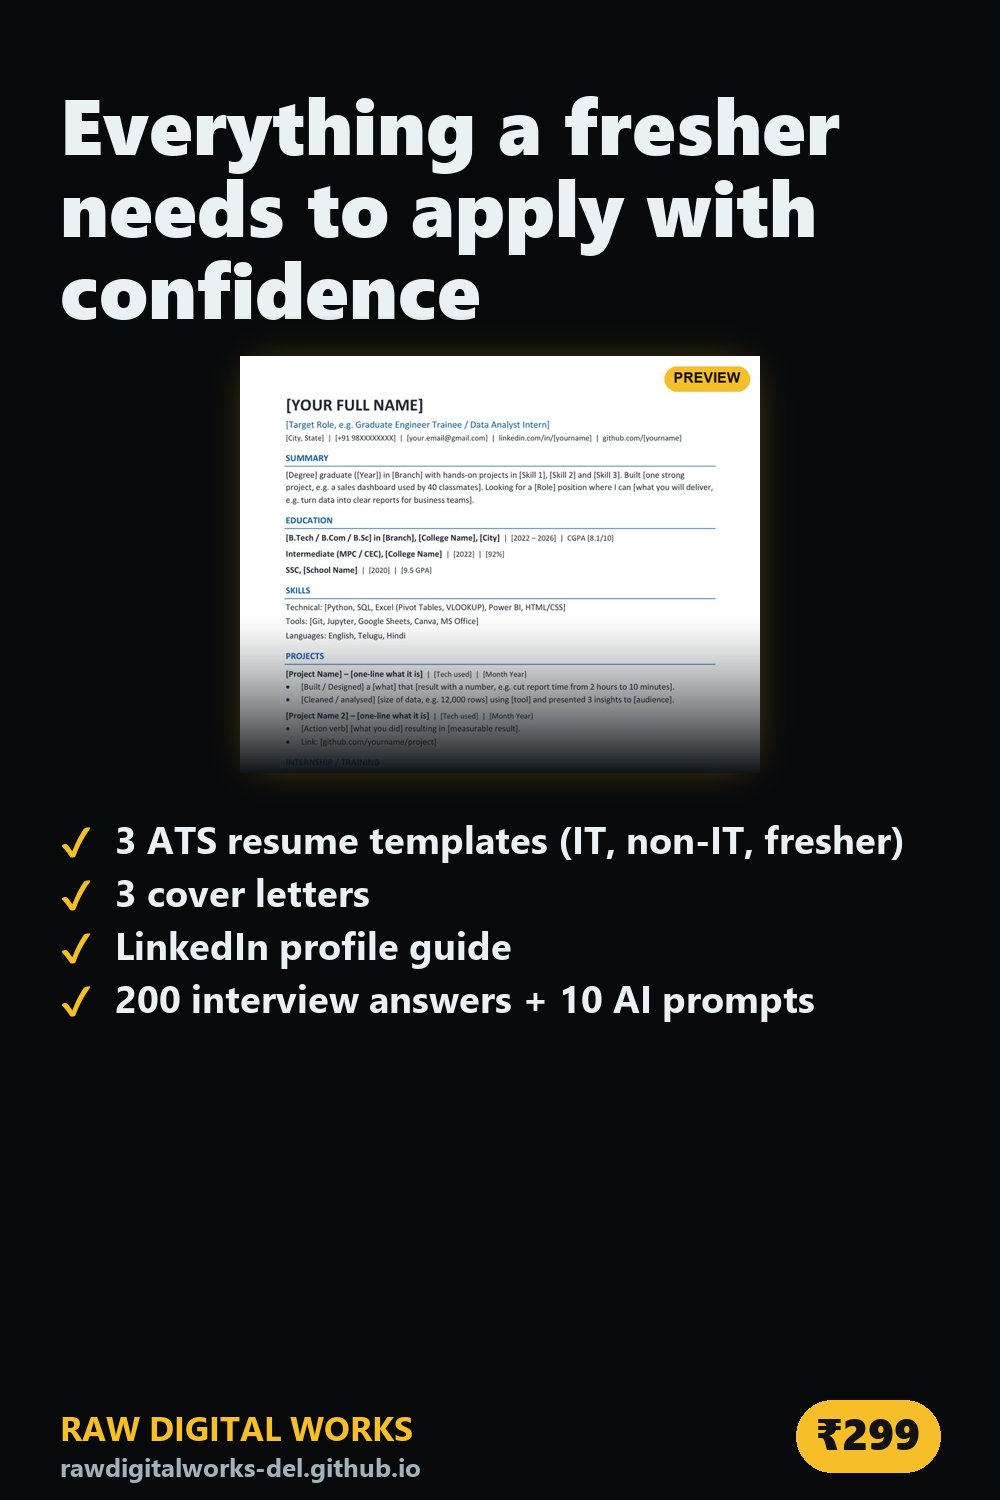 Everything a fresher
needs to apply with
confidence
PREVIEW
[YOUR FULL NAME]
[Target Role, e.g. Graduate Engineer Trainee / Data Analyst Intern]
[City, State] | [+91 98XXXXXXXX] | [your.email@gmail.com] | linkedin.com/in/[yourname] | github.com/[yourname]
SUMMARY
[Degree] graduate ([Year]) in [Branch] with hands-on projects in [Skill 1], [Skill 2] and [Skill 3]. Built [one strong
project, e.g. a sales dashboard used by 40 classmates]. Looking for a [Role] position where I can [what you will deliver,
e.g. turn data into clear reports for business teams].
EDUCATION
[B.Tech / B.Com / B.Sc] in [Branch], [College Name], [City] | [2022 – 2026] | CGPA [8.1/10]
Intermediate (MPC / CEC), [College Name] | [2022] | [92%]
SSC, [School Name] | [2020] | [9.5 GPA]
SKILLS
Technical: [Python, SQL, Excel (Pivot Tables, VLOOKUP), Power BI, HTML/CSS]
Tools: [Git, Jupyter, Google Sheets, Canva, MS Office]
Languages: English, Telugu, Hindi
PROJECTS
[Project Name] – [one-line what it is] | [Tech used] | [Month Year]
• [Built / Designed] a [what] that [result with a number, e.g. cut report time from 2 hours to 10 minutes].
• [Cleaned / analysed] [size of data, e.g. 12,000 rows] using [tool] and presented 3 insights to [audience].
[Project Name 2] – [one-line what it is] | [Tech used] | [Month Year]
• [Action verb] [what you did] resulting in [measurable result].
• Link: [github.com/yourname/project]
INTERNSHIP / TRAINING
✓ 3 ATS resume templates (IT, non-IT, fresher)
✓ 3 cover letters
✓ LinkedIn profile guide
✓ 200 interview answers + 10 AI prompts
RAW DIGITAL WORKS
rawdigitalworks-del.github.io
₹299